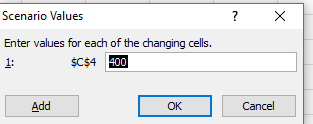 Scenario Values ? ×
Enter values for each of the changing cells.
1: $C$4 400
Add OK Cancel